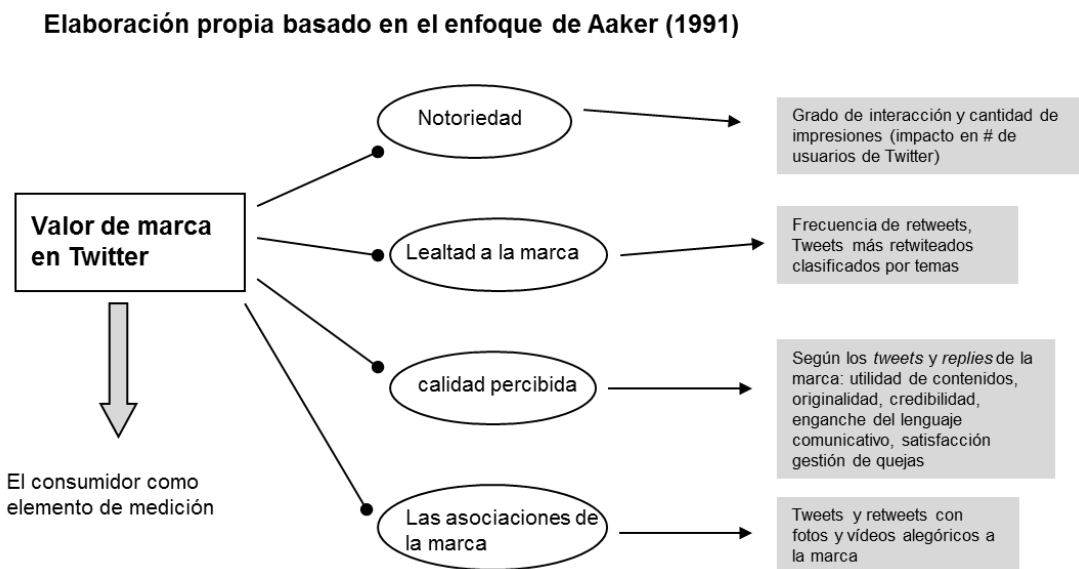 Elaboración propia basado en el enfoque de Aaker (1991)
Notoriedad
Grado de interacción y cantidad de
impresiones (impacto en # de
usuarios de Twitter)
Valor de marca
en Twitter
Lealtad a la marca
Frecuencia de retweets,
Tweets más retwiteados
clasificados por temas
calidad percibida
Según los tweets y replies de la
marca: utilidad de contenidos,
originalidad, credibilidad,
enganche del lenguaje
comunicativo, satisfacción
gestión de quejas
El consumidor como
elemento de medición
Las asociaciones de
la marca
Tweets y retweets con
fotos y vídeos alegóricos a
la marca